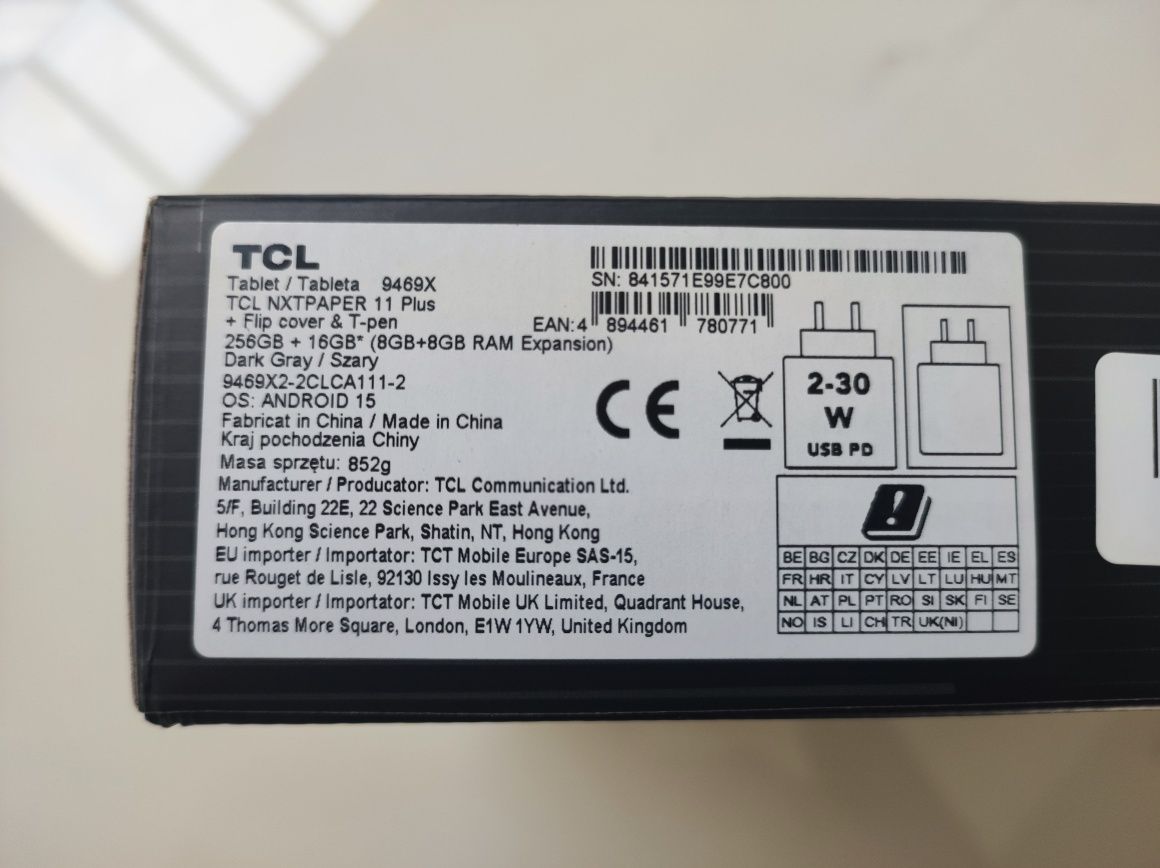 TCL
Tablet / Tableta 9469X
TCL NXTPAPER 11 Plus
+ Flip cover & T-pen
256GB + 16GB* (8GB+8GB RAM Expansion)
Dark Gray / Szary
9469X2-2CLCA111-2
OS: ANDROID 15
Fabricat in China / Made in China
Kraj pochodzenia Chiny
Masa sprzętu: 852g
Manufacturer / Producator: TCL Communication Ltd.
5/F, Building 22E, 22 Science Park East Avenue,
Hong Kong Science Park, Shatin, NT, Hong Kong
EU importer / Importator: TCT Mobile Europe SAS-15,
rue Rouget de Lisle, 92130 Issy les Moulineaux, France
UK importer / Importator: TCT Mobile UK Limited, Quadrant House,
4 Thomas More Square, London, E1W 1YW, United Kingdom
SN: 841571E99E7C800
EAN: 4 894461 780771
CE
2-30
W
USB PD
!
BE BG CZ DK DE EE IE EL ES
FR HR IT CY LV LT LU HU MT
NL AT PL PT RO SI SK FI SE
NO IS LI CH TR UK(NI)